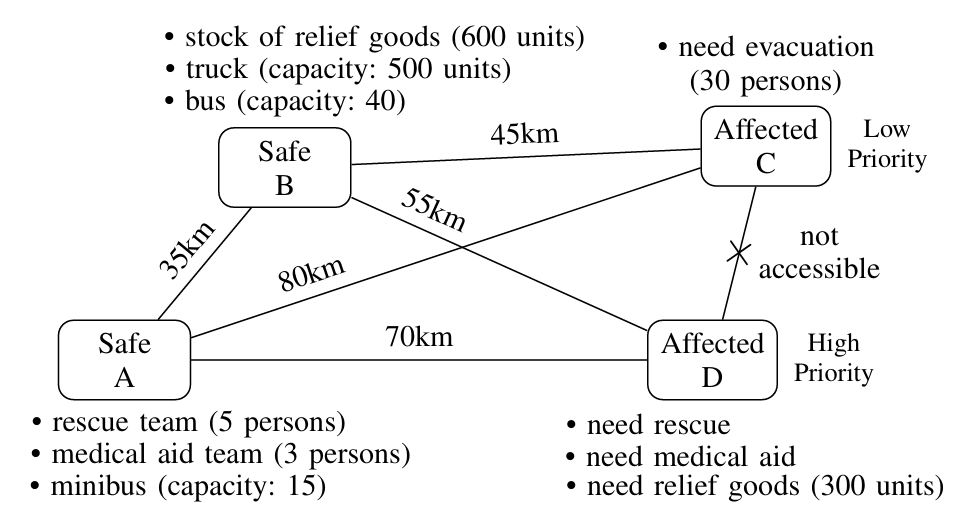 • stock of relief goods (600 units)
• truck (capacity: 500 units)
• bus (capacity: 40)
• need evacuation
(30 persons)
Safe
B
45km
Affected
C
Low
Priority
55km
35km
80km
not
accessible
Safe
A
70km
Affected
D
High
Priority
• rescue team (5 persons)
• medical aid team (3 persons)
• minibus (capacity: 15)
• need rescue
• need medical aid
• need relief goods (300 units)